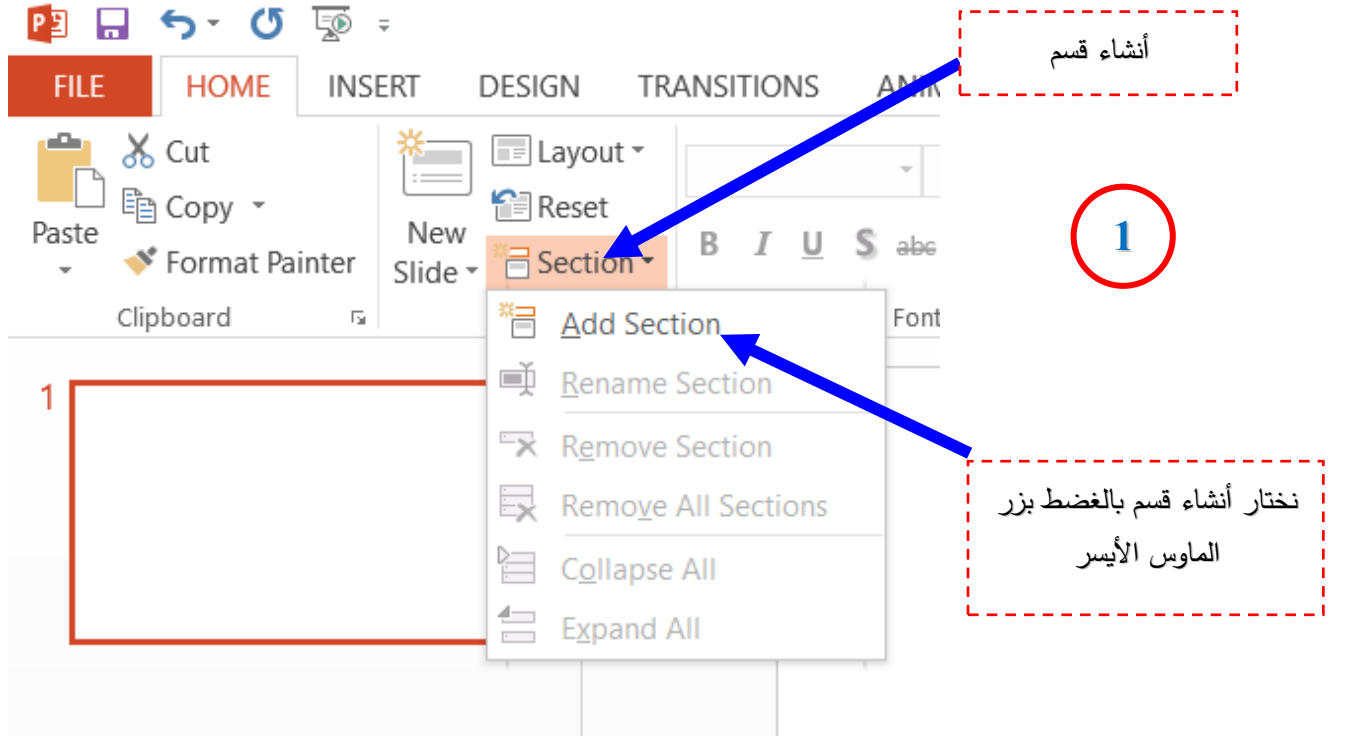 أنشاء قسم
FILE HOME INSERT DESIGN TRANSITIONS
Cut
Copy
Format Painter
Paste
Clipboard
New
Slide
Layout
Reset
Section
B I U S abc
Font
1
Add Section
Rename Section
Remove Section
Remove All Sections
Collapse All
Expand All
1
نختار أنشاء قسم بالغضط بزر
الماوس الأيسر